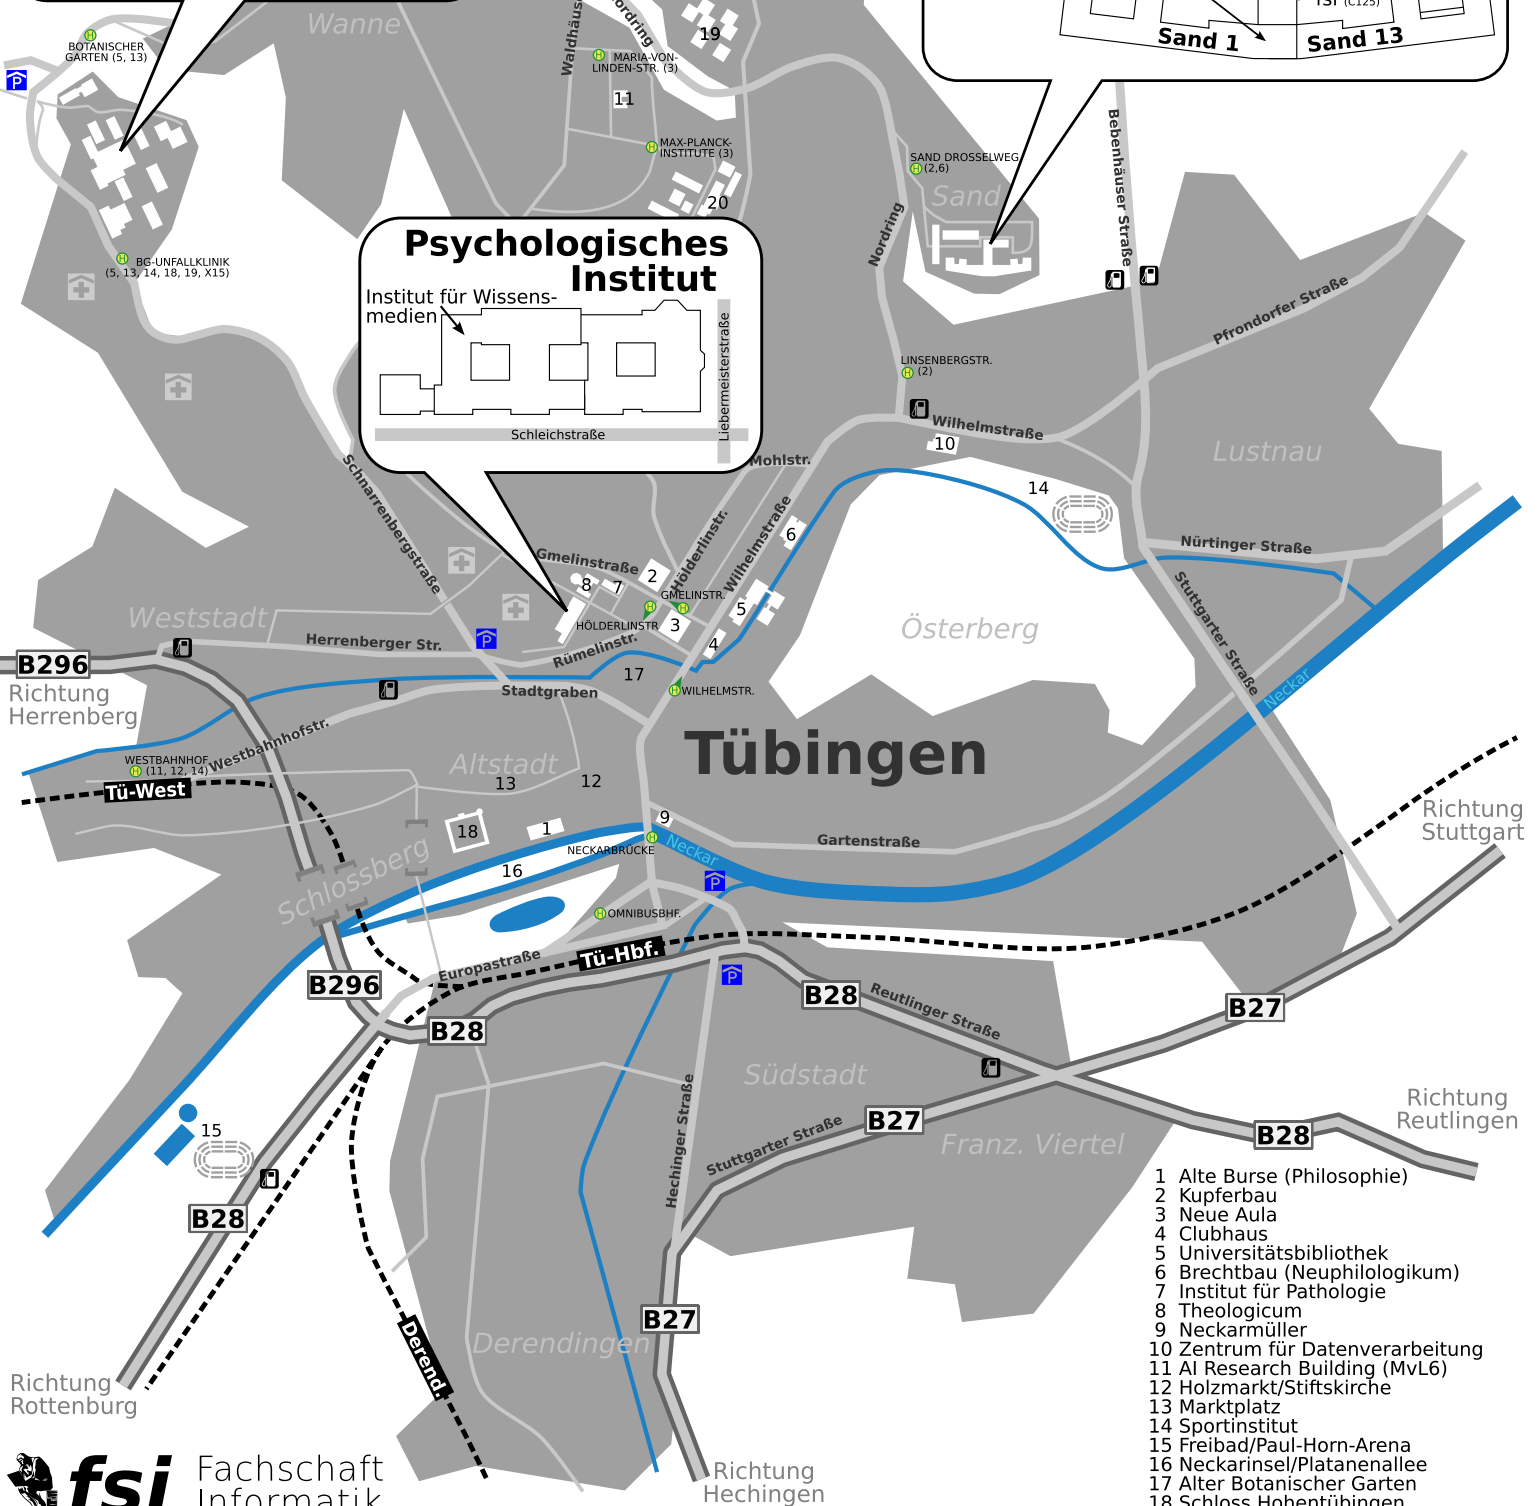 Wanne
Waldhäuser
Nordring
19
TSI (C125)
Sand 1
Sand 13
BOTANISCHER
GARTEN (5, 13)
P
H
MARIA-VON-
LINDEN-STR. (3)
11
MAX-PLANCK-
INSTITUTE (3)
20
SAND DROSSELWEG
(2,6)
Sand
Nordring
Bebenhäuser Straße
BG-UNFALLKLINIK
(5, 13, 14, 18, 19, X15)
Psychologisches
Institut
Institut für Wissens-
medien
Liebermeisterstraße
Schleichstraße
Pfrondorfer Straße
LINSENBERGSTR.
(2)
Wilhelmstraße
10
Lustnau
Mohlstr.
14
Schnarrenbergstraße
Hölderlinstr.
Wilhelmstraße
6
Gmelinstraße
Nürtinger Straße
8
7
2
GMELINSTR.
5
Stuttgarter Straße
Weststadt
HÖLDERLINSTR
3
4
Österberg
Herrenberger Str.
P
Rümelinstr.
B296
Richtung
Herrenberg
17
Stadtgraben
WILHELMSTR.
Neckar
Westbahnhofstr.
Tübingen
WESTBAHNHOF
(11, 12, 14)
Altstadt
Tü-West
13
12
Richtung
Stuttgart
18
1
9
NECKARBRÜCKE
Neckar
Gartenstraße
Schlossberg
16
P
OMNIBUSBHF.
Tü-Hbf.
Europastraße
B296
P
B28
Reutlinger Straße
B27
B28
Südstadt
Richtung
Reutlingen
Hechinger Straße
Stuttgarter Straße
B27
B28
Franz. Viertel
15
B28
B27
Derendingen
Derend.
Richtung
Rottenburg
Richtung
Hechingen
1 Alte Burse (Philosophie)
2 Kupferbau
3 Neue Aula
4 Clubhaus
5 Universitätsbibliothek
6 Brechtbau (Neuphilologikum)
7 Institut für Pathologie
8 Theologicum
9 Neckarmüller
10 Zentrum für Datenverarbeitung
11 AI Research Building (MvL6)
12 Holzmarkt/Stiftskirche
13 Marktplatz
14 Sportinstitut
15 Freibad/Paul-Horn-Arena
16 Neckarinsel/Platanenallee
17 Alter Botanischer Garten
18 Schloss Hohentübingen
fsi
Fachschaft
Informatik